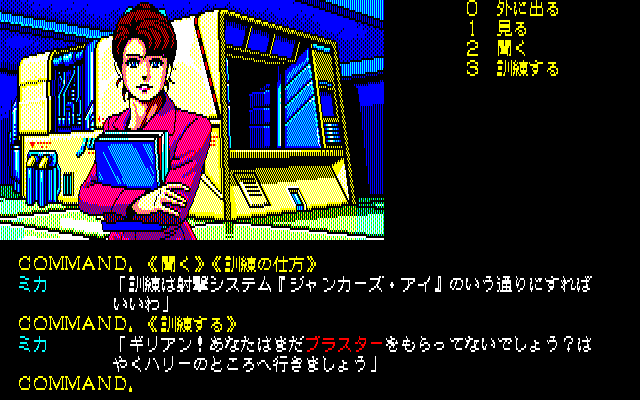 0 外に出る
1 見る
2 聞く
3 訓練する
COMMAND.《聞く》《訓練の仕方》
ミカ 「訓練は射撃システム『ジャンカーズ・アイ』のいう通りにすれば
いいわ」
COMMAND.《訓練する》
ミカ 「ギリアン！あなたはまだブラスターをもらってないでしょう？は
やくハリーのところへ行きましょう」
COMMAND.